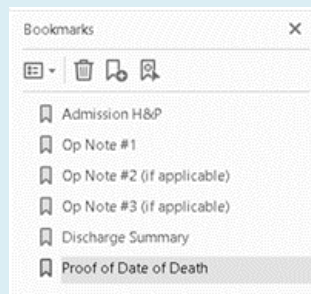 Bookmarks
Admission H&P
Op Note #1
Op Note #2 (if applicable)
Op Note #3 (if applicable)
Discharge Summary
Proof of Date of Death